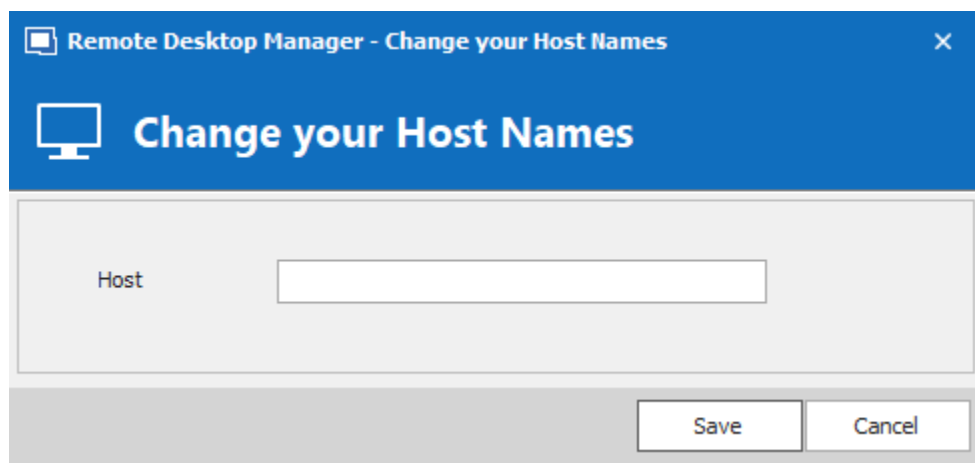 Remote Desktop Manager - Change your Host Names
Change your Host Names
Host
Save Cancel